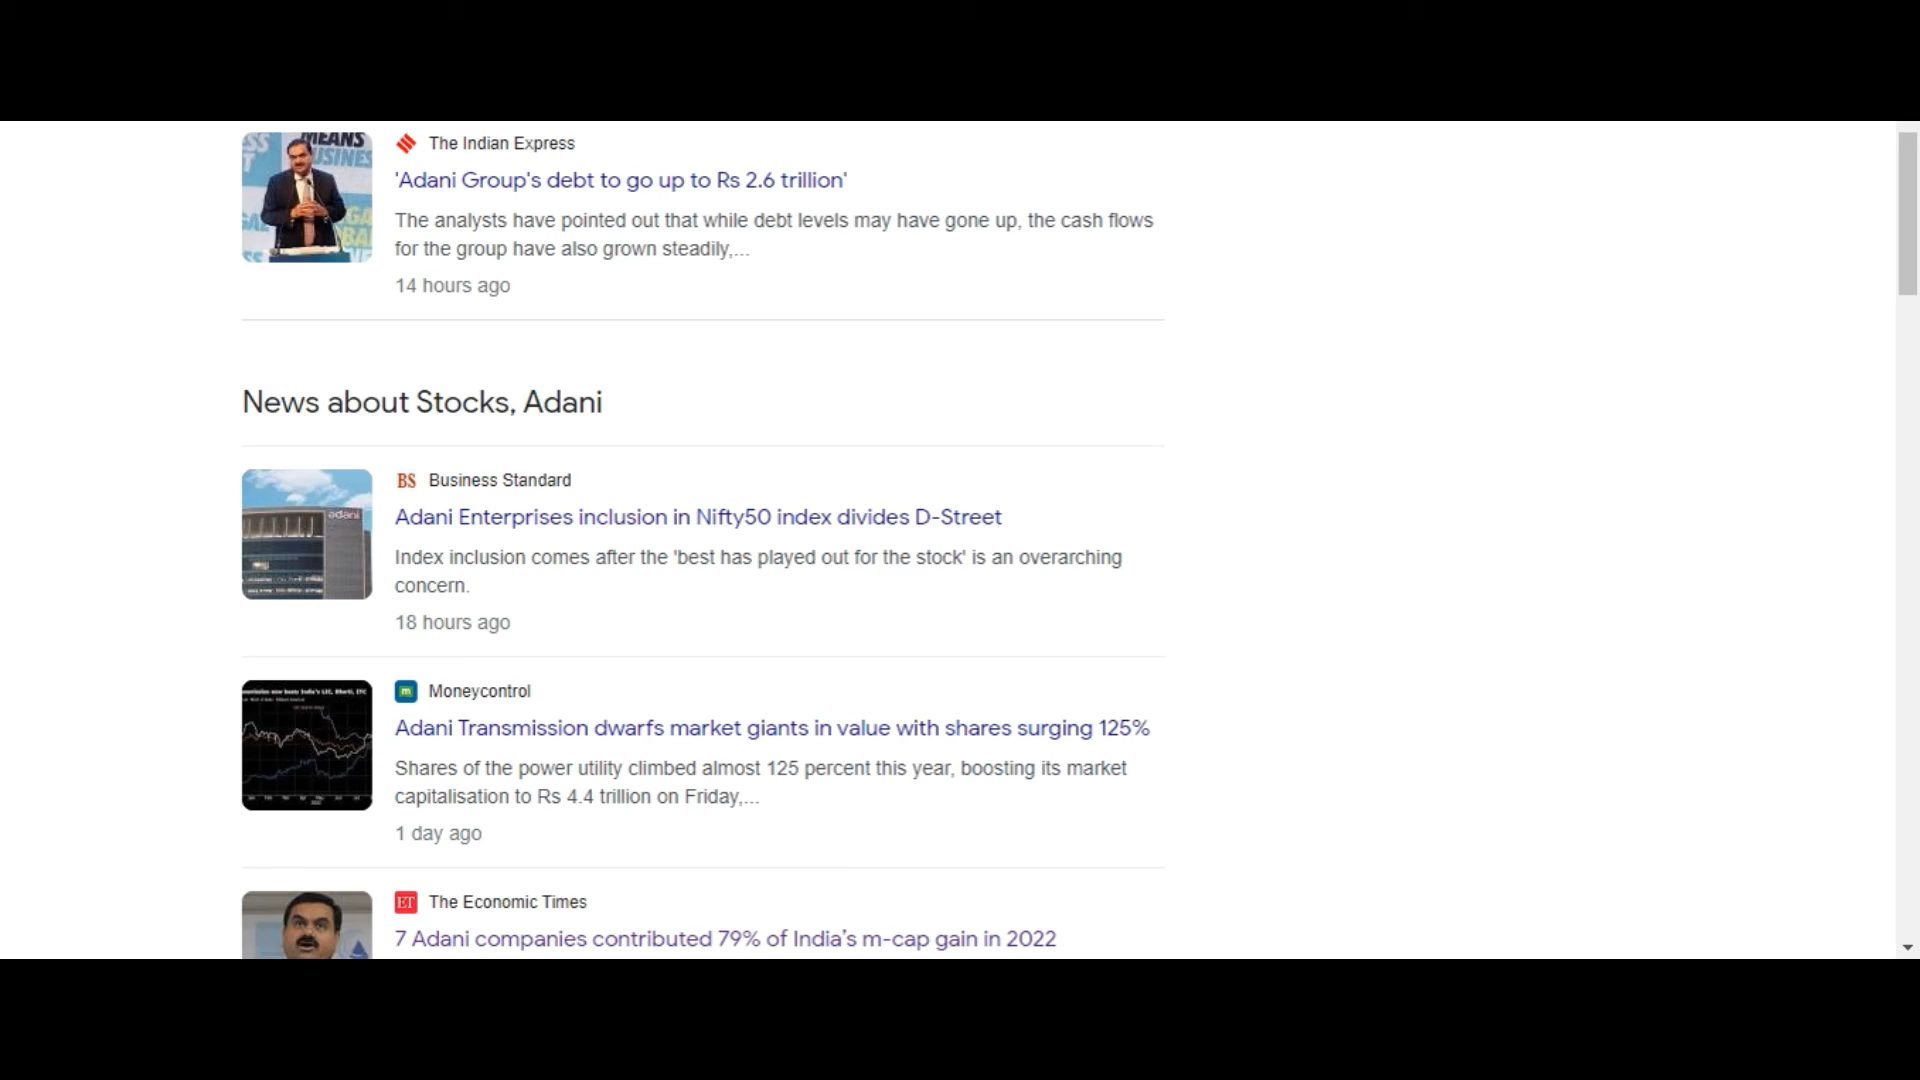 MEANS
The Indian Express
'Adani Group's debt to go up to Rs 2.6 trillion'
The analysts have pointed out that while debt levels may have gone up, the cash flows
for the group have also grown steadily,...
14 hours ago
News about Stocks, Adani
adani
BS Business Standard
Adani Enterprises inclusion in Nifty50 index divides D-Street
Index inclusion comes after the 'best has played out for the stock' is an overarching
concern.
18 hours ago
m Moneycontrol
Adani Transmission dwarfs market giants in value with shares surging 125%
Shares of the power utility climbed almost 125 percent this year, boosting its market
capitalisation to Rs 4.4 trillion on Friday,...
1 day ago
ET The Economic Times
7 Adani companies contributed 79% of India’s m-cap gain in 2022